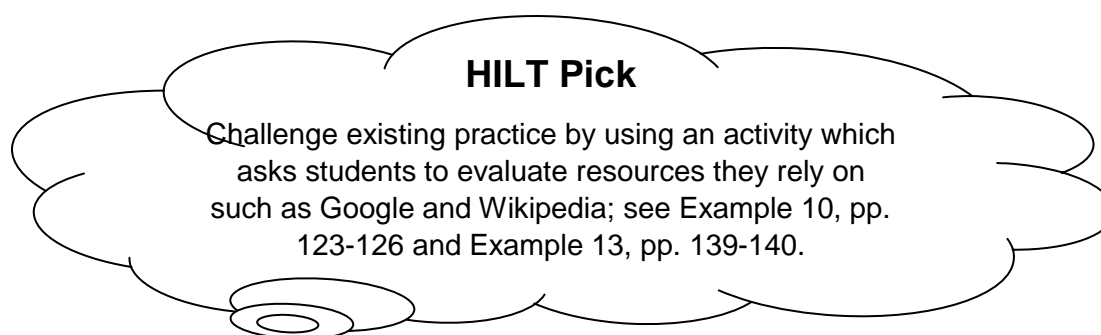 HILT Pick
Challenge existing practice by using an activity which
asks students to evaluate resources they rely on
such as Google and Wikipedia; see Example 10, pp.
123-126 and Example 13, pp. 139-140.